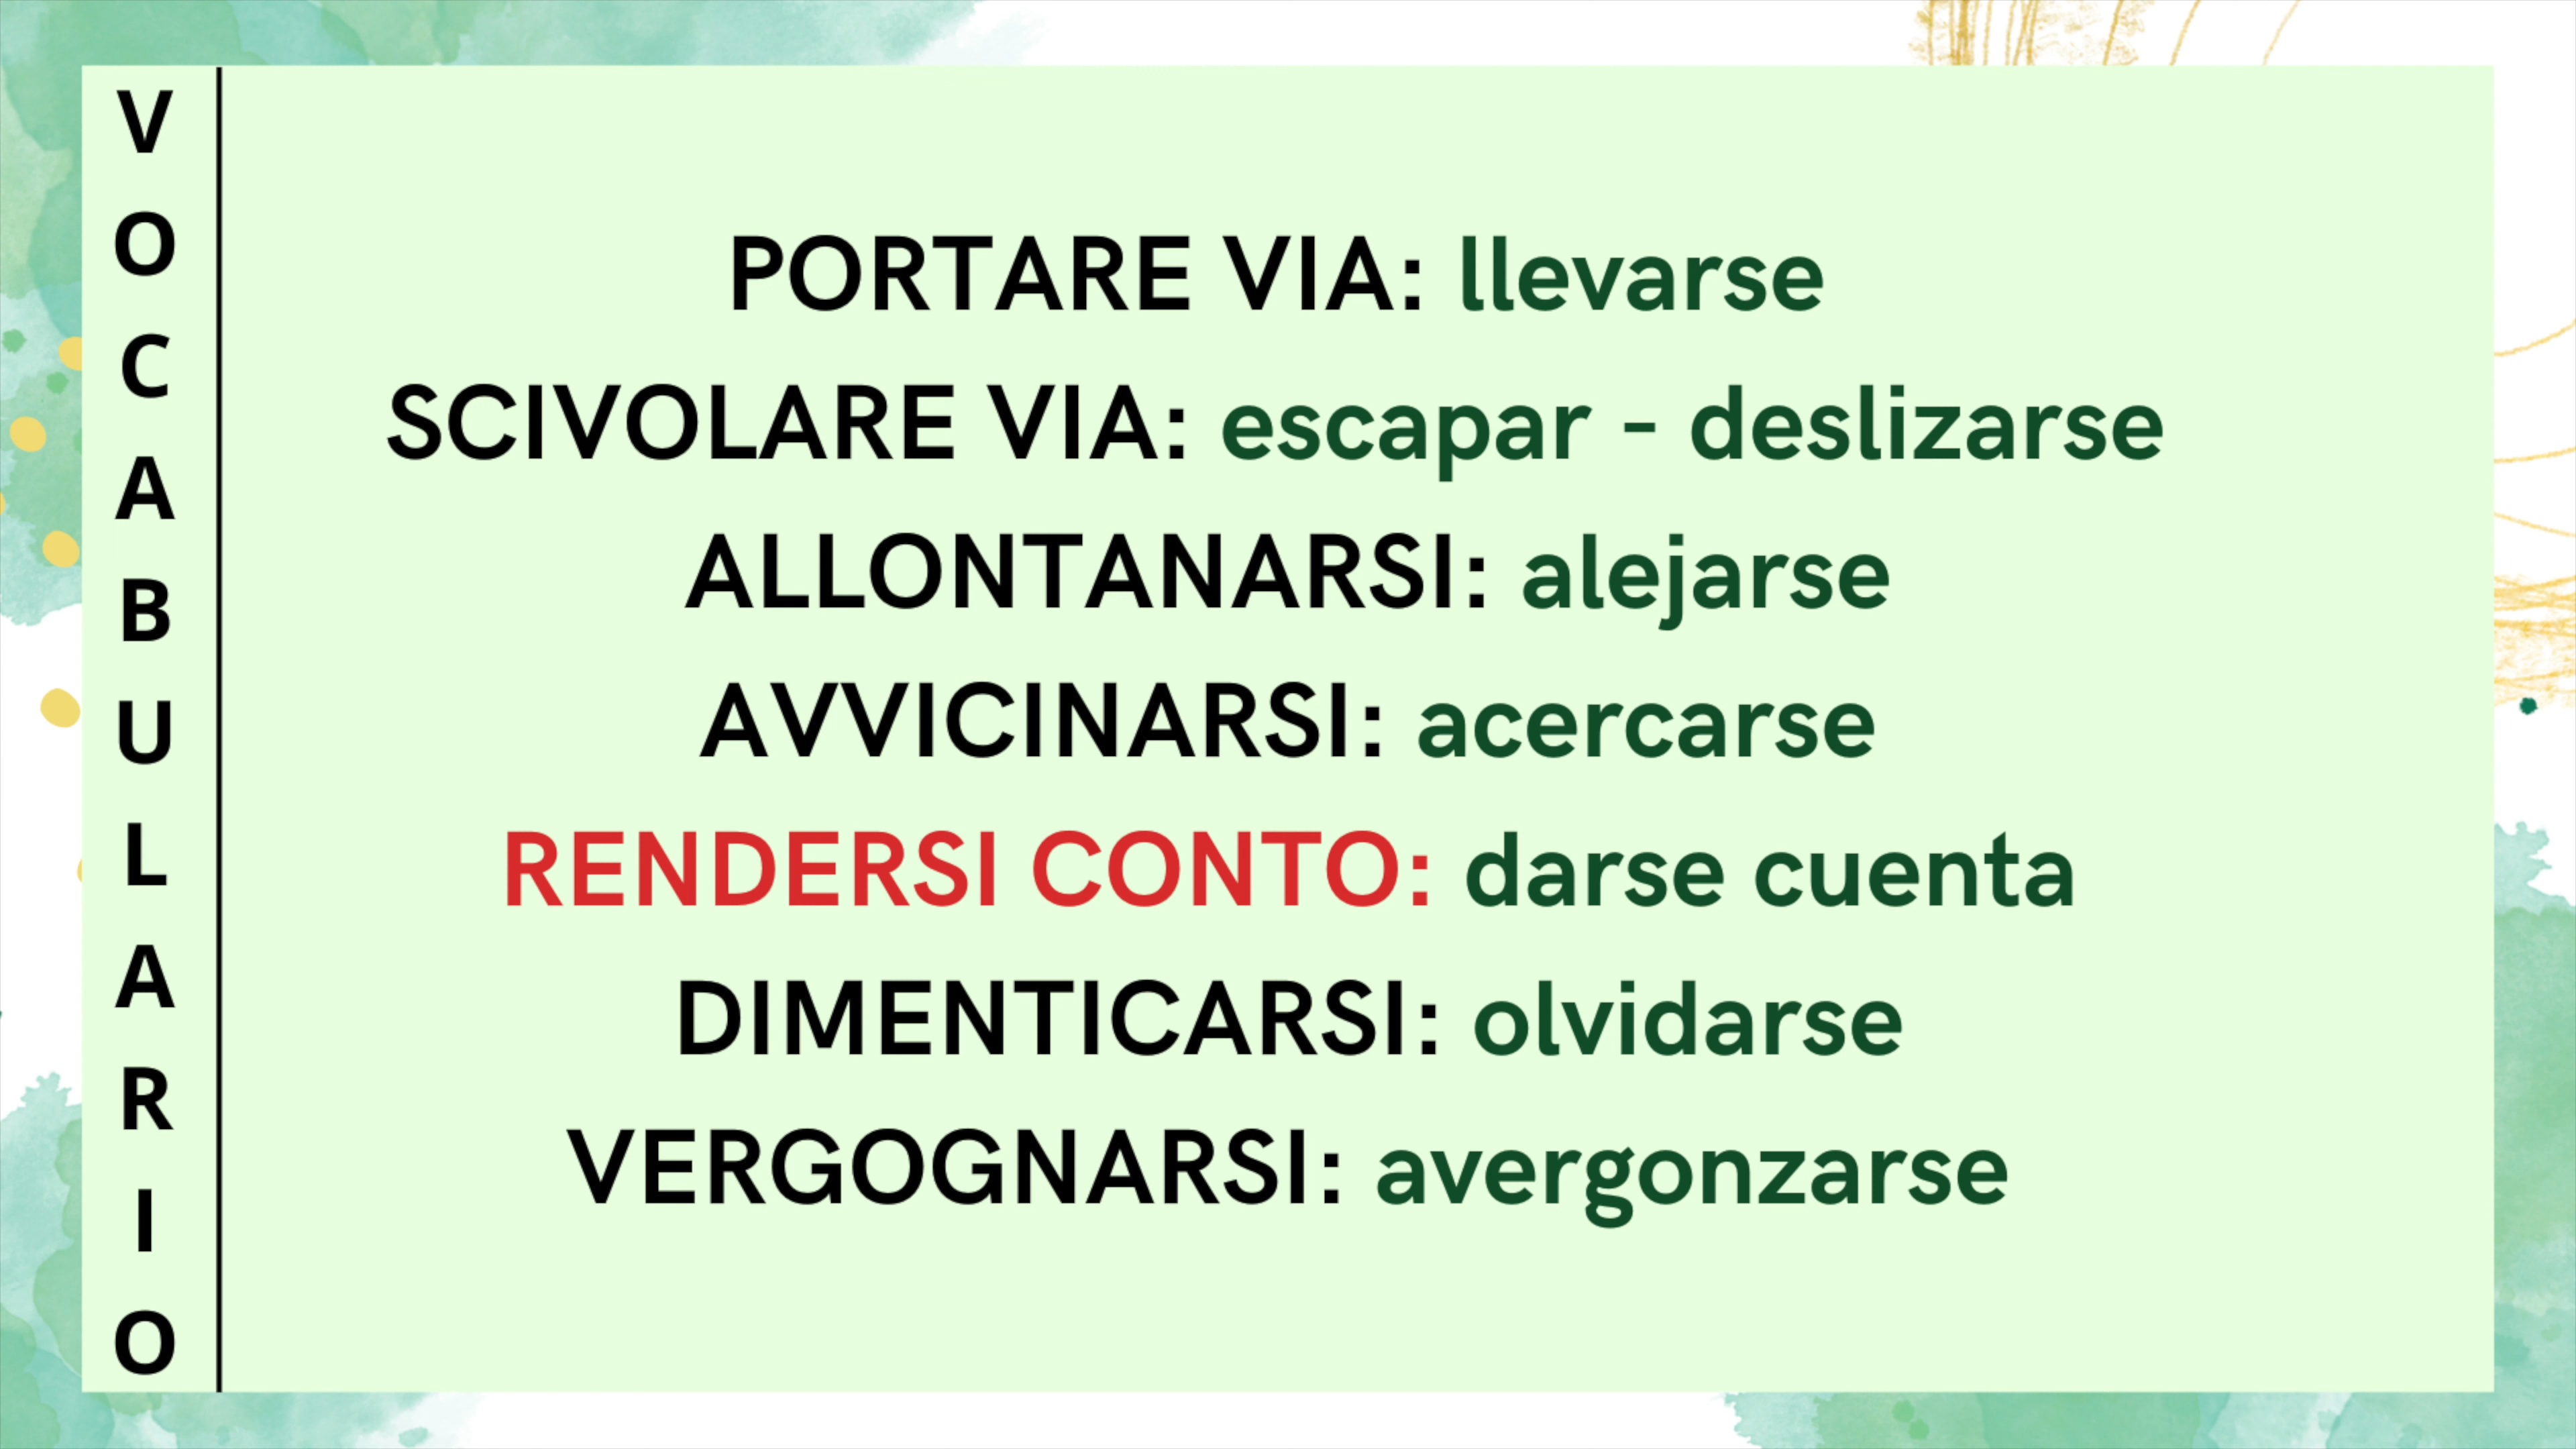 VOCABULARIO
PORTARE VIA: llevarse
SCIVOLARE VIA: escapar - deslizarse
ALLONTANARSI: alejarse
AVVICINARSI: acercarse
RENDERSI CONTO: darse cuenta
DIMENTICARSI: olvidarse
VERGOGNARSI: avergonzarse